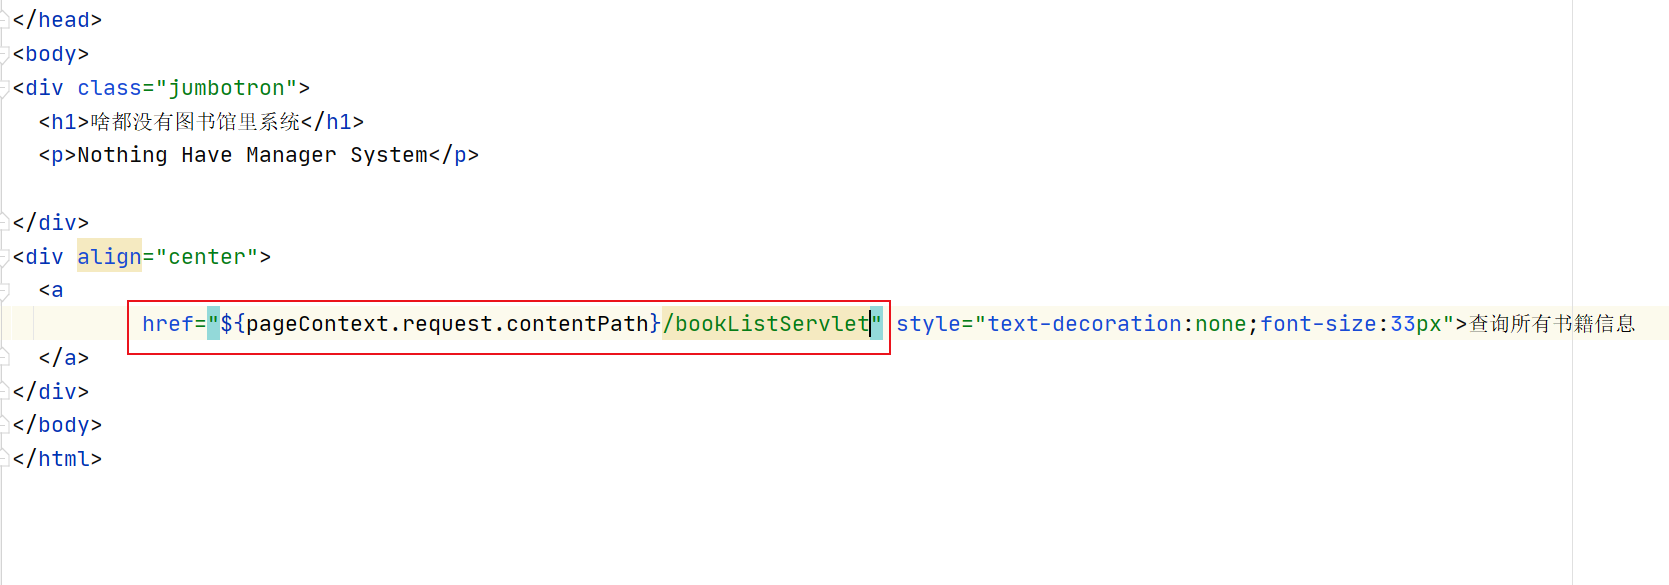 </head>
<body>
<div class="jumbotron">
<h1>啥都没有图书馆里系统</h1>
<p>Nothing Have Manager System</p>
</div>
<div align="center">
<a
href="${pageContext.request.contentPath}/bookListServlet" style="text-decoration:none;font-size:33px">查询所有书籍信息
</a>
</div>
</body>
</html>